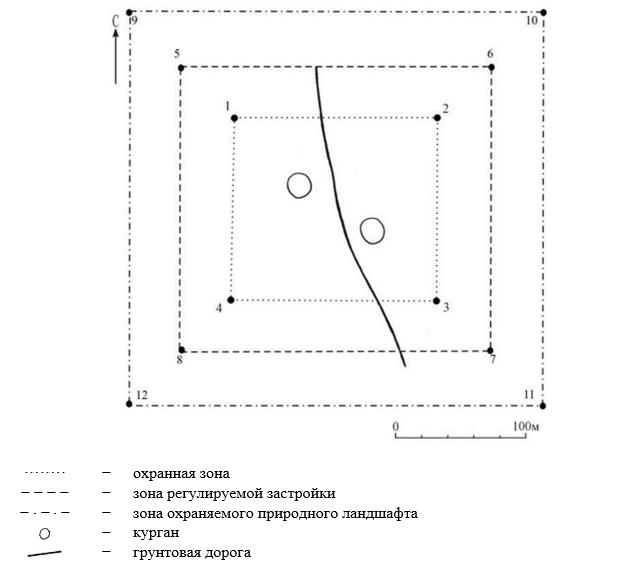 С
9
10
5
6
1
2
4
3
8
7
12
11
0
100м
– охранная зона
– зона регулируемой застройки
– зона охраняемого природного ландшафта
– курган
– грунтовая дорога